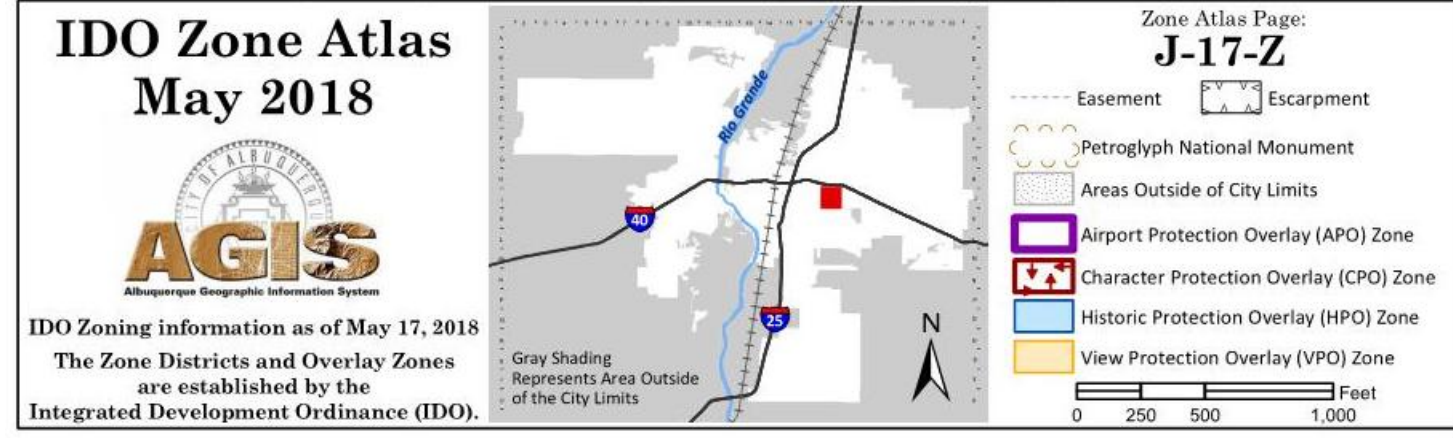 IDO Zone Atlas
May 2018
CITY OF ALBUQUERQUE
AGIS
Albuquerque Geographic Information System
IDO Zoning information as of May 17, 2018
The Zone Districts and Overlay Zones
are established by the
Integrated Development Ordinance (IDO).
Rio Grande
40
25
N
Gray Shading
Represents Area Outside
of the City Limits
Zone Atlas Page:
J-17-Z
Easement
Escarpment
Petroglyph National Monument
Areas Outside of City Limits
Airport Protection Overlay (APO) Zone
Character Protection Overlay (CPO) Zone
Historic Protection Overlay (HPO) Zone
View Protection Overlay (VPO) Zone
Feet
0 250 500 1,000